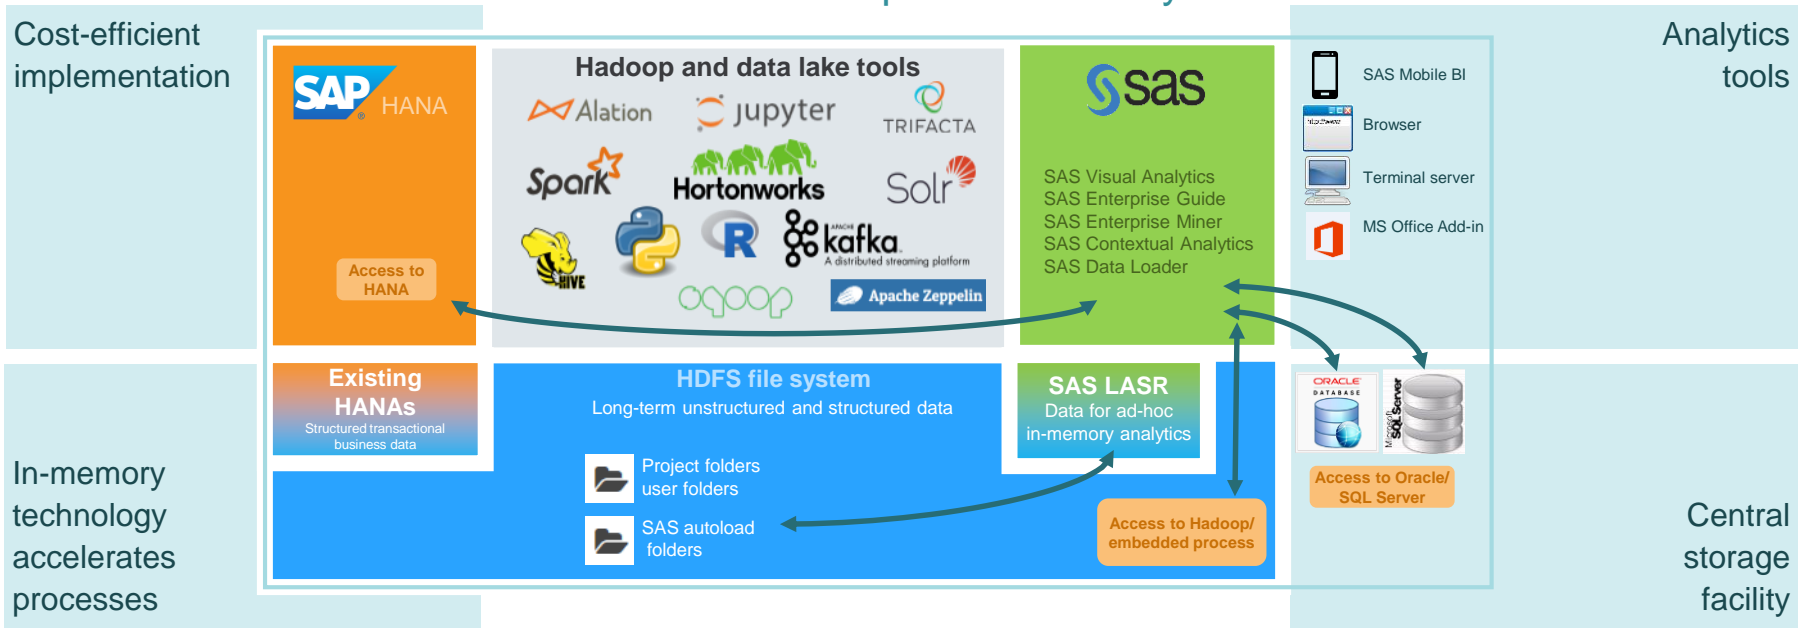 Cost-efficient
implementation
SAP HANA
Access to
HANA
Hadoop and data lake tools
Alation
jupyter
TRIFACTA
Spark
Hortonworks
Solr
HIVE
R
APACHE
kafka
A distributed streaming platform
sqoop
Apache Zeppelin
sas
SAS Visual Analytics
SAS Enterprise Guide
SAS Enterprise Miner
SAS Contextual Analytics
SAS Data Loader
SAS Mobile BI
Browser
Terminal server
MS Office Add-in
Analytics
tools
Existing
HANAs
Structured transactional
business data
HDFS file system
Long-term unstructured and structured data
Project folders
user folders
SAS autoload
folders
SAS LASR
Data for ad-hoc
in-memory analytics
Access to Hadoop/
embedded process
ORACLE
DATABASE
Microsoft
SQL Server
Access to Oracle/
SQL Server
In-memory
technology
accelerates
processes
Central
storage
facility